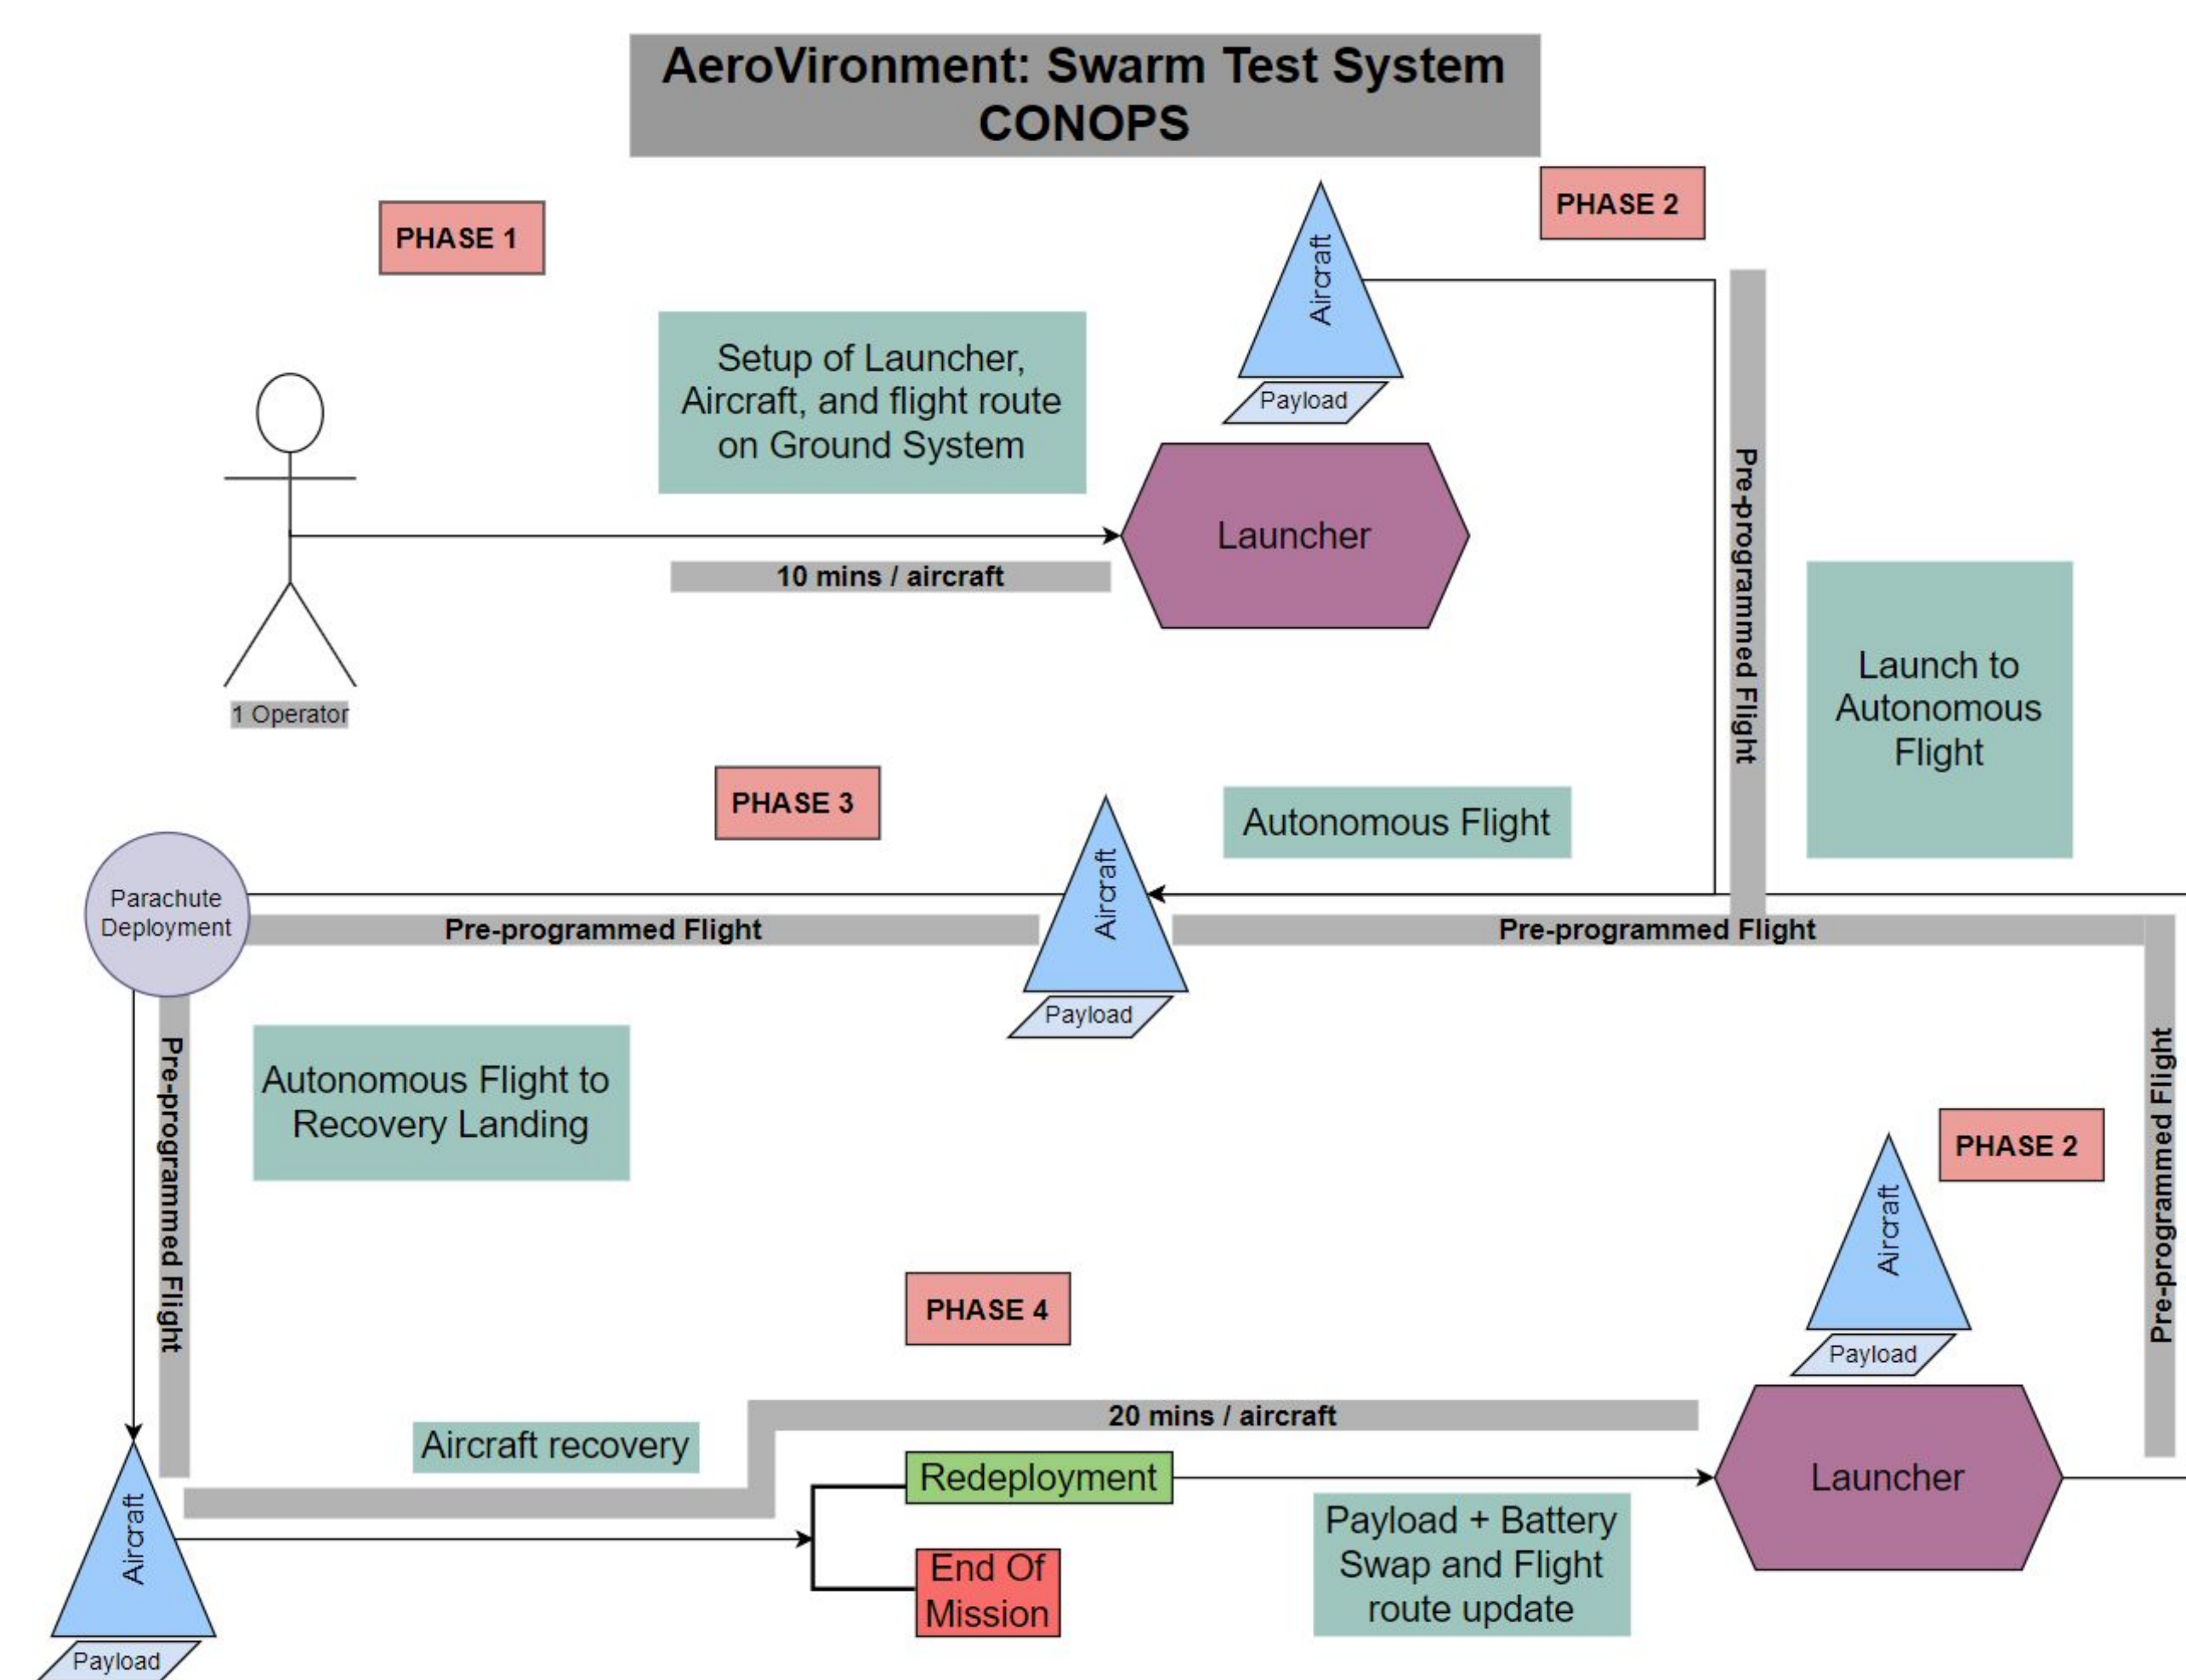 AeroVironment: Swarm Test System
CONOPS
PHASE 1
PHASE 2
Aircraft
Payload
Setup of Launcher,
Aircraft, and flight route
on Ground System
Launcher
10 mins / aircraft
1 Operator
Pre-programmed Flight
Launch to
Autonomous
Flight
PHASE 3
Autonomous Flight
Aircraft
Payload
Parachute
Deployment
Pre-programmed Flight
Pre-programmed Flight
Pre-programmed Flight
Autonomous Flight to
Recovery Landing
Pre-programmed Flight
PHASE 2
Aircraft
Payload
PHASE 4
20 mins / aircraft
Aircraft recovery
Redeployment
Launcher
End Of
Mission
Payload + Battery
Swap and Flight
route update
Aircraft
Payload